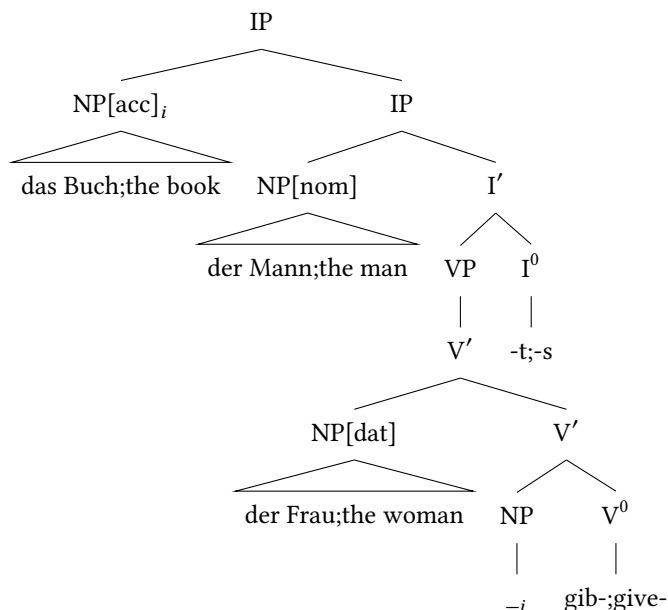 IP
NP[acc]ᵢ IP
das Buch;the book NP[nom] I′
der Mann;the man VP I⁰
V′ -t;-s
NP[dat] V′
der Frau;the woman NP V⁰
_ᵢ gib-;give-